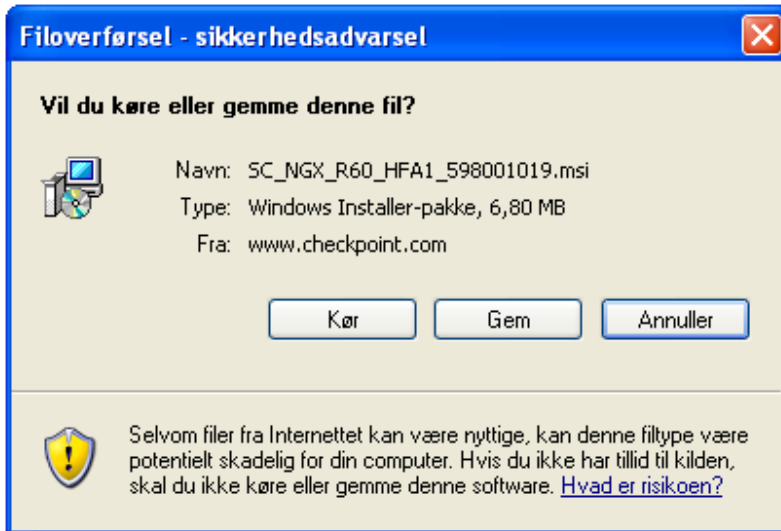 Filoverførsel - sikkerhedsadvarsel
Vil du køre eller gemme denne fil?
Navn: SC_NGX_R60_HFA1_598001019.msi
Type: Windows Installer-pakke, 6,80 MB
Fra: www.checkpoint.com
Kør Gem Annuller
Selvom filer fra Internettet kan være nyttige, kan denne filtype være
potentielt skadelig for din computer. Hvis du ikke har tillid til kilden,
skal du ikke køre eller gemme denne software. Hvad er risikoen?